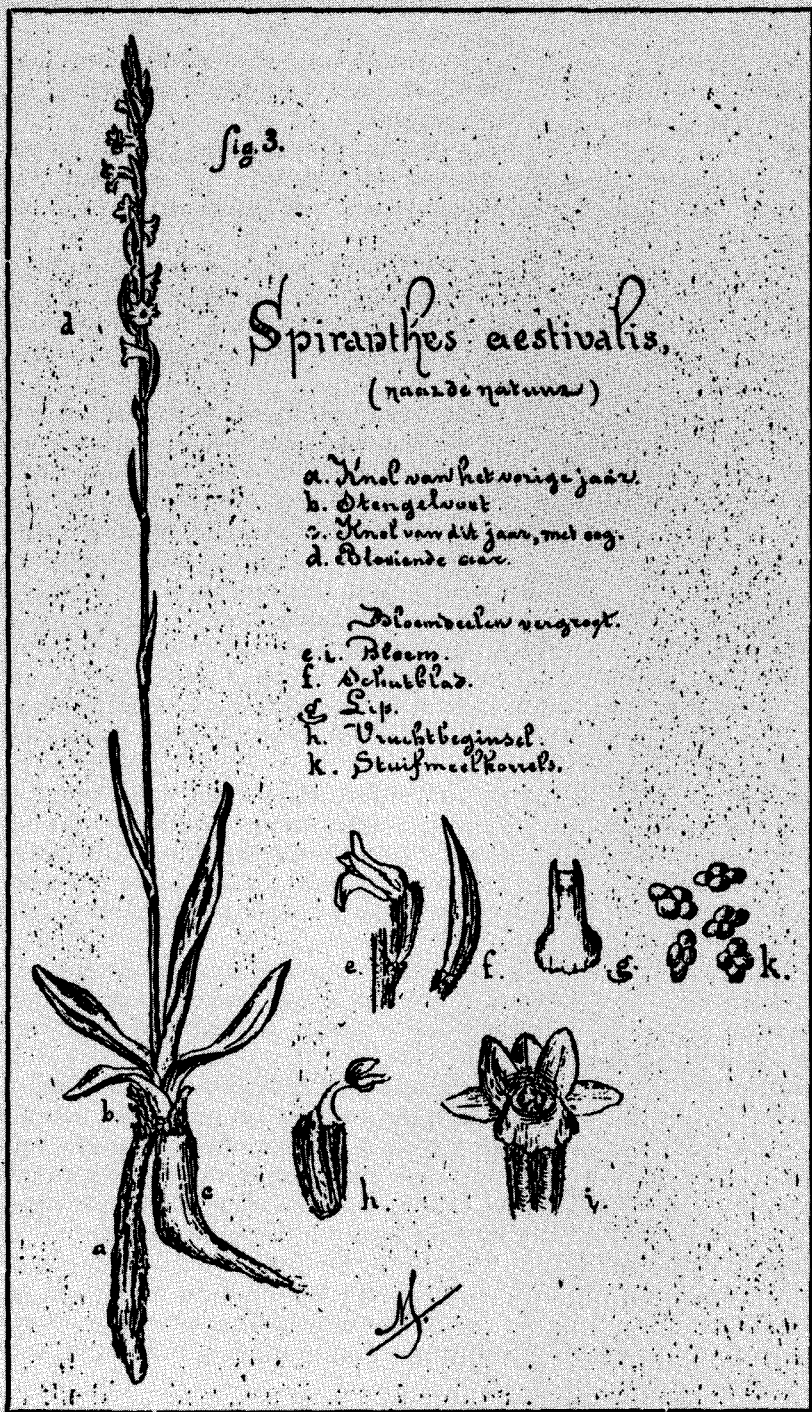 fig. 3.
Spiranthes aestivalis,
(naar de natuur)
a. Knol van het vorige jaar.
b. Stengelvoet
c. Knol van dit jaar, met oog.
d. Bloeiende aar.
Bloemdeelen vergroot.
e.i. Bloem.
f. Schutblad.
g Lip.
h. Vruchtbeginsel.
k. Stuifmeelkorrels.
d
e.
f.
g.
k.
b
c
h.
i.
a